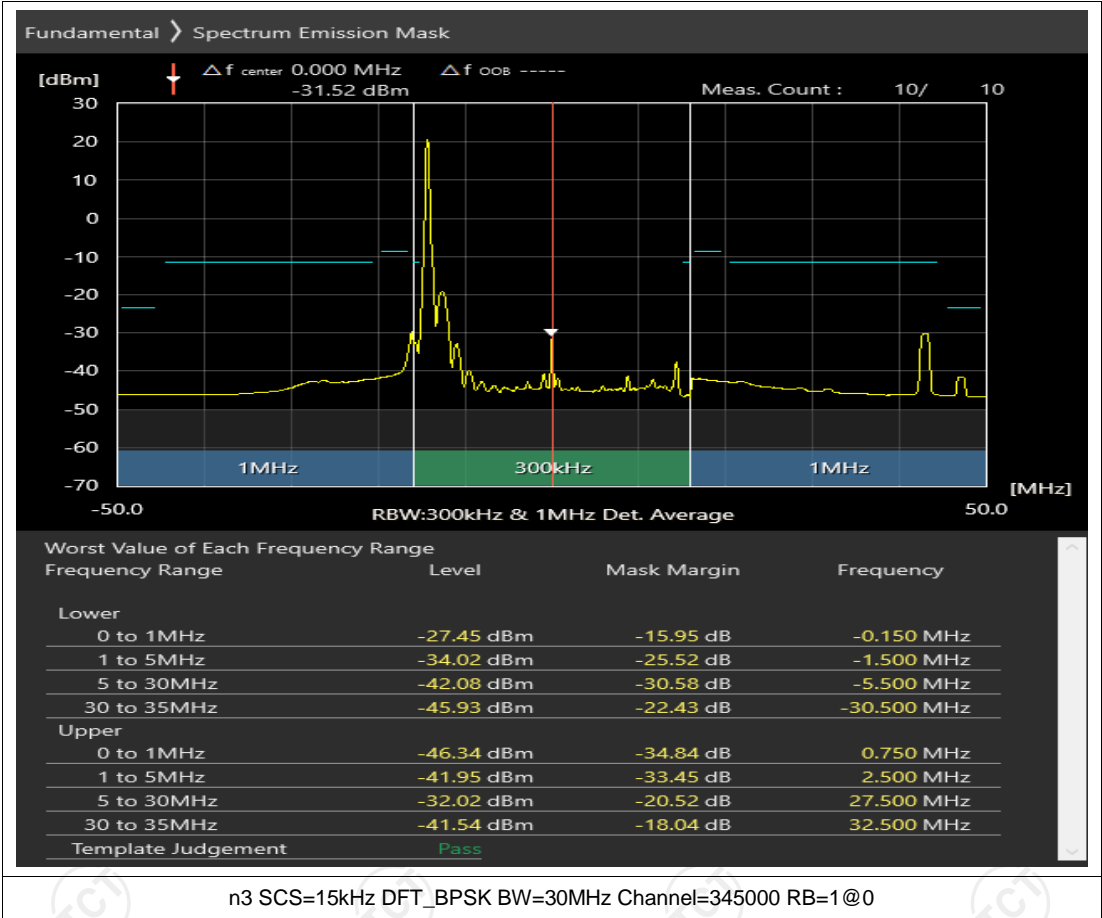 Fundamental 〉 Spectrum Emission Mask
[dBm] △f center 0.000 MHz △f OOB -----
-31.52 dBm Meas. Count : 10/ 10
30
20
10
0
-10
-20
-30
-40
-50
-60
1MHz 300kHz 1MHz
-70
[MHz]
-50.0 RBW:300kHz & 1MHz Det. Average 50.0
Worst Value of Each Frequency Range
Frequency Range Level Mask Margin Frequency
Lower
0 to 1MHz -27.45 dBm -15.95 dB -0.150 MHz
1 to 5MHz -34.02 dBm -25.52 dB -1.500 MHz
5 to 30MHz -42.08 dBm -30.58 dB -5.500 MHz
30 to 35MHz -45.93 dBm -22.43 dB -30.500 MHz
Upper
0 to 1MHz -46.34 dBm -34.84 dB 0.750 MHz
1 to 5MHz -41.95 dBm -33.45 dB 2.500 MHz
5 to 30MHz -32.02 dBm -20.52 dB 27.500 MHz
30 to 35MHz -41.54 dBm -18.04 dB 32.500 MHz
Template Judgement Pass
n3 SCS=15kHz DFT_BPSK BW=30MHz Channel=345000 RB=1@0
TCT TCT TCT